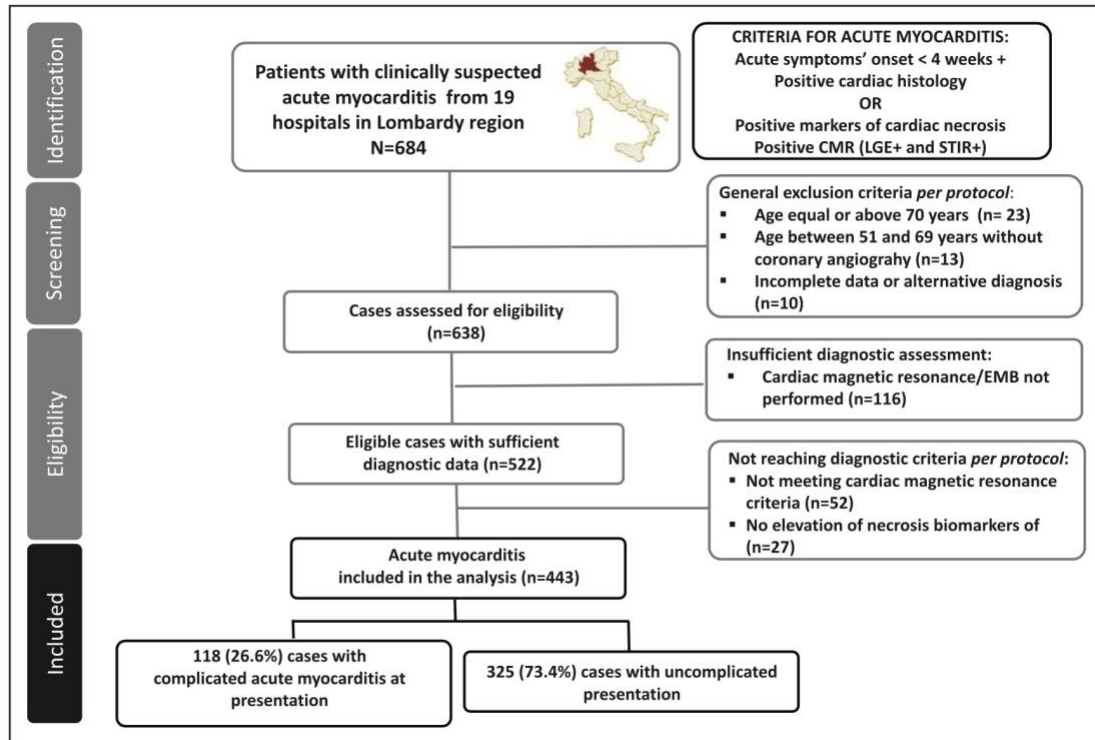 Identification
Patients with clinically suspected
acute myocarditis from 19
hospitals in Lombardy region
N=684
CRITERIA FOR ACUTE MYOCARDITIS:
Acute symptoms' onset < 4 weeks +
Positive cardiac histology
OR
Positive markers of cardiac necrosis
Positive CMR (LGE+ and STIR+)
Screening
General exclusion criteria per protocol:
▪ Age equal or above 70 years (n= 23)
▪ Age between 51 and 69 years without
coronary angiograhy (n=13)
▪ Incomplete data or alternative diagnosis
(n=10)
Cases assessed for eligibility
(n=638)
Eligibility
Insufficient diagnostic assessment:
▪ Cardiac magnetic resonance/EMB not
performed (n=116)
Eligible cases with sufficient
diagnostic data (n=522)
Not reaching diagnostic criteria per protocol:
▪ Not meeting cardiac magnetic resonance
criteria (n=52)
▪ No elevation of necrosis biomarkers of
(n=27)
Included
Acute myocarditis
included in the analysis (n=443)
118 (26.6%) cases with
complicated acute myocarditis at
presentation
325 (73.4%) cases with uncomplicated
presentation